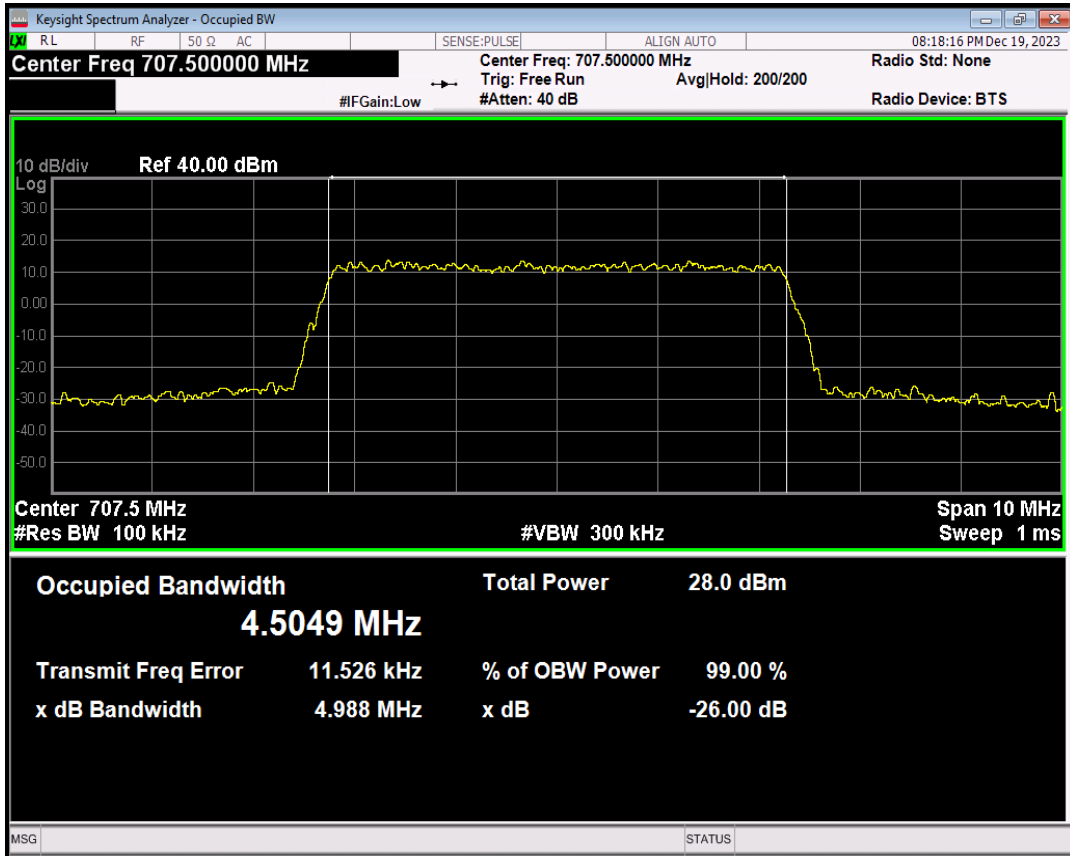 Keysight Spectrum Analyzer - Occupied BW
LXI RL RF 50 Ω AC SENSE:PULSE ALIGN AUTO 08:18:16 PM Dec 19, 2023
Center Freq 707.500000 MHz Center Freq: 707.500000 MHz Radio Std: None
Trig: Free Run Avg|Hold: 200/200
#IFGain:Low #Atten: 40 dB Radio Device: BTS
10 dB/div Ref 40.00 dBm
Log
30.0
20.0
10.0
0.00
-10.0
-20.0
-30.0
-40.0
-50.0
Center 707.5 MHz Span 10 MHz
#Res BW 100 kHz #VBW 300 kHz Sweep 1 ms
Occupied Bandwidth Total Power 28.0 dBm
4.5049 MHz
Transmit Freq Error 11.526 kHz % of OBW Power 99.00 %
x dB Bandwidth 4.988 MHz x dB -26.00 dB
MSG STATUS